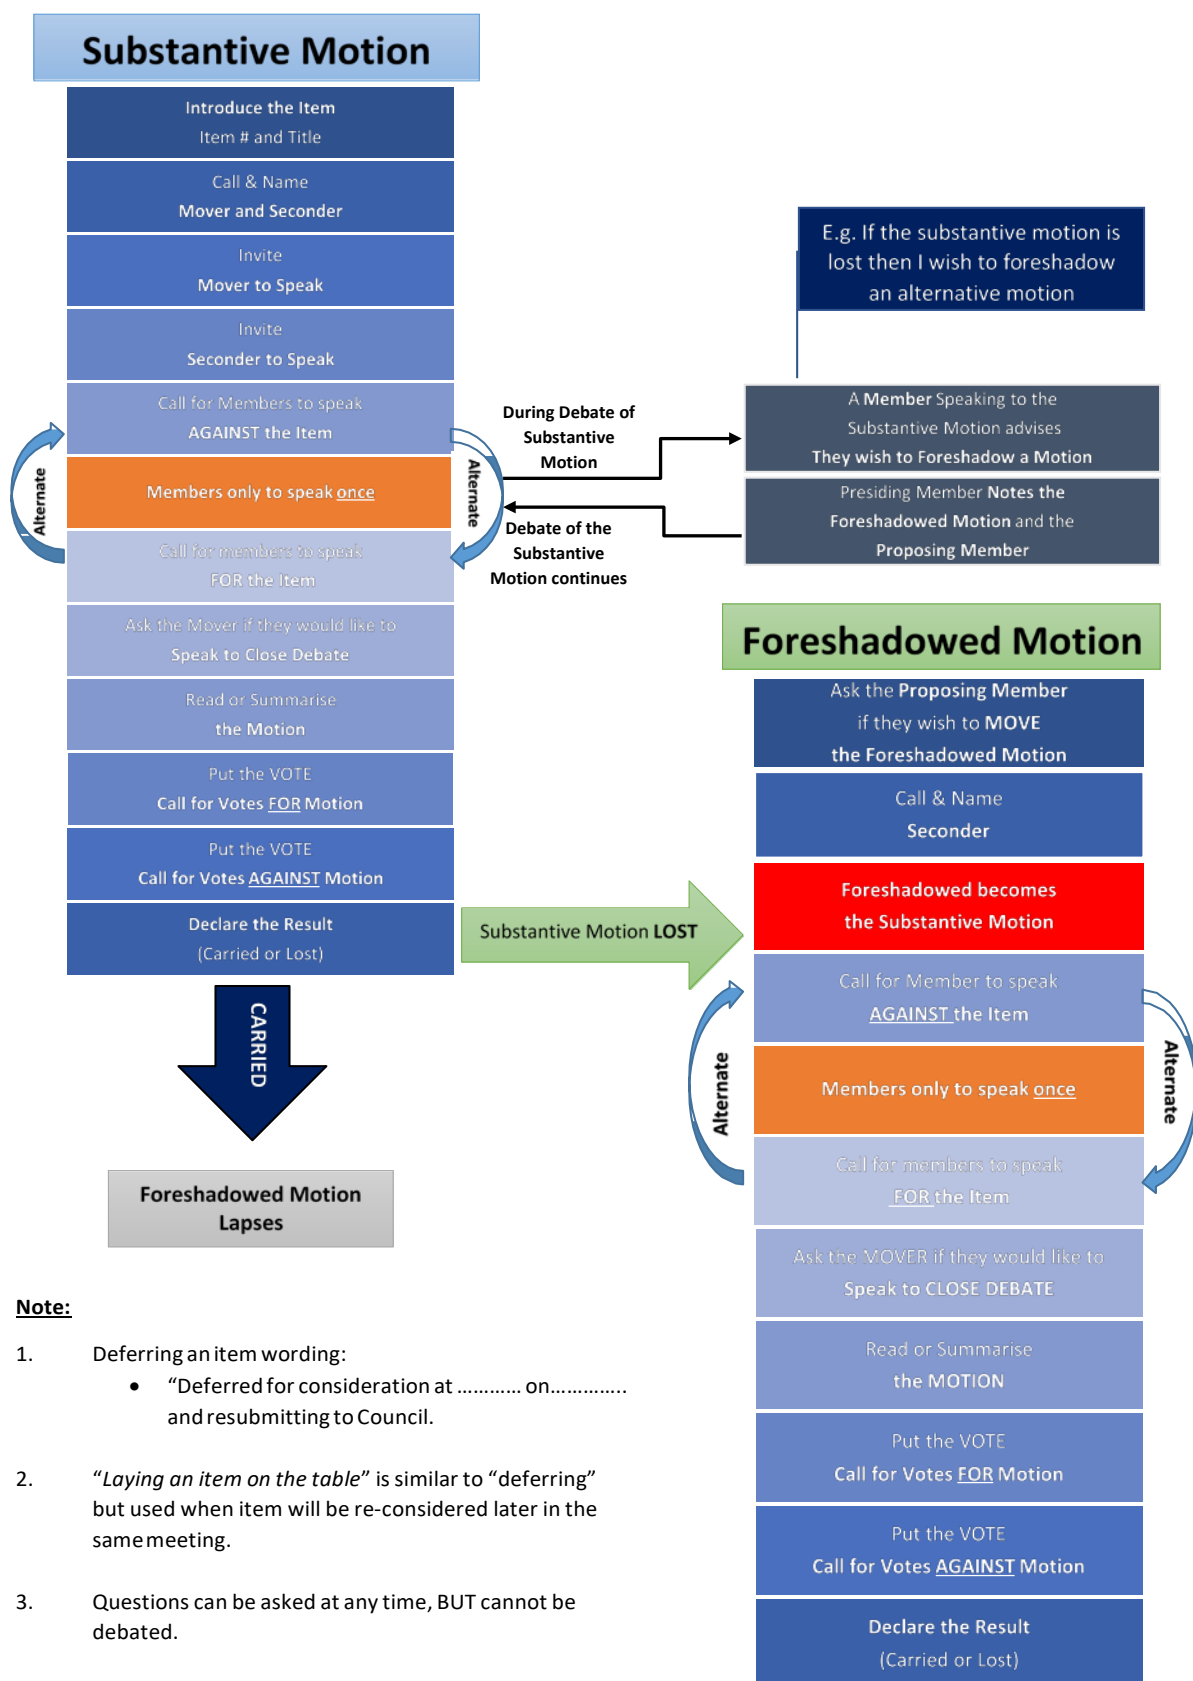 Substantive Motion
Introduce the Item
Item # and Title
Call & Name
Mover and Seconder
Invite
Mover to Speak
Invite
Seconder to Speak
Call for Members to speak
AGAINST the Item
Members only to speak once
Call for members to speak
FOR the Item
Alternate
Alternate
Ask the Mover if they would like to
Speak to Close Debate
Read or Summarise
the Motion
Put the VOTE
Call for Votes FOR Motion
Put the VOTE
Call for Votes AGAINST Motion
Declare the Result
(Carried or Lost)
During Debate of
Substantive
Motion
Debate of the
Substantive
Motion continues
E.g. If the substantive motion is
lost then I wish to foreshadow
an alternative motion
A Member Speaking to the
Substantive Motion advises
They wish to Foreshadow a Motion
Presiding Member Notes the
Foreshadowed Motion and the
Proposing Member
Substantive Motion LOST
CARRIED
Foreshadowed Motion
Lapses
Foreshadowed Motion
Ask the Proposing Member
if they wish to MOVE
the Foreshadowed Motion
Call & Name
Seconder
Foreshadowed becomes
the Substantive Motion
Call for Member to speak
AGAINST the Item
Members only to speak once
Call for members to speak
FOR the Item
Alternate
Alternate
Ask the MOVER if they would like to
Speak to CLOSE DEBATE
Read or Summarise
the MOTION
Put the VOTE
Call for Votes FOR Motion
Put the VOTE
Call for Votes AGAINST Motion
Declare the Result
(Carried or Lost)
Note:
1. Deferring an item wording:
• “Deferred for consideration at ………… on…………..
and resubmitting to Council.
2. “Laying an item on the table” is similar to “deferring”
but used when item will be re-considered later in the
same meeting.
3. Questions can be asked at any time, BUT cannot be
debated.